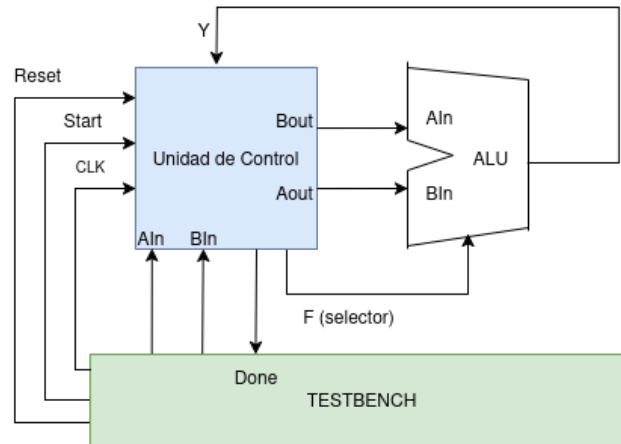 Y
Reset
Start
CLK
Bout
AIn
Unidad de Control
ALU
Aout
BIn
AIn
BIn
F (selector)
Done
TESTBENCH